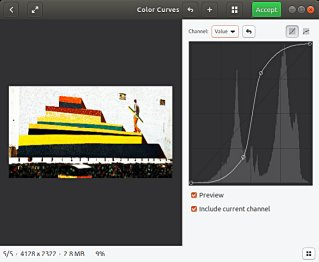 Color Curves
Accept
Channel: Value
Preview
Include current channel
5/5 · 4128 x 2322 · 2.8 MB 9%